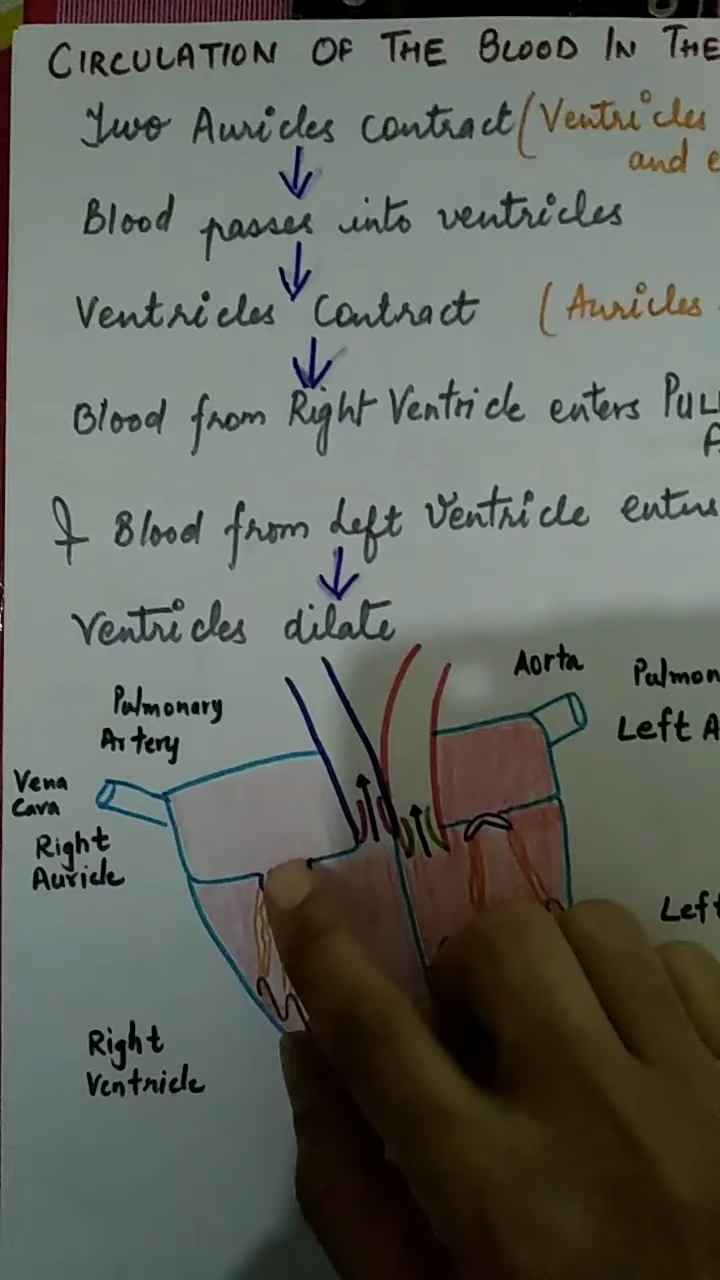 CIRCULATION OF THE BLOOD IN THE
Two Auricles contract (Ventricles
and e
Blood passes into ventricles
Ventricles Contract (Auricles
Blood from Right Ventricle enters PUL
& Blood from Left Ventricle enters
Ventricles dilate
Aorta
Pulmonary
Artery
Pulmon
Left A
Vena
Cava
Right
Auricle
Left
Right
Ventricle